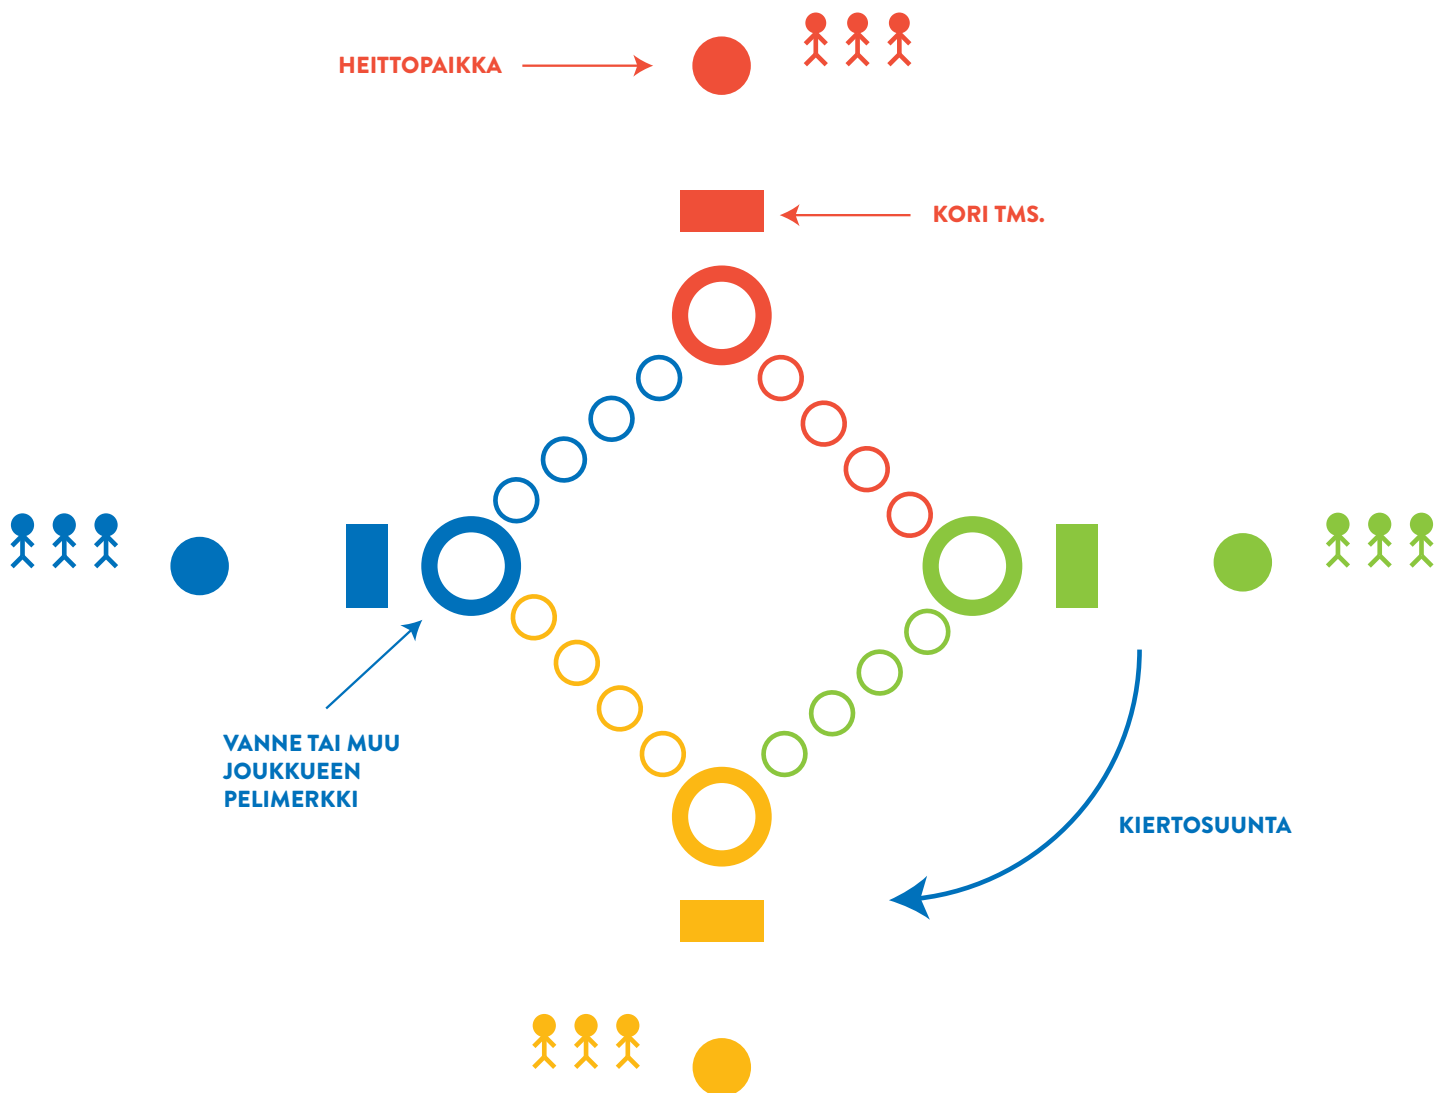 HEITTOPAIKKA
KORI TMS.
VANNE TAI MUU
JOUKKUEEN
PELIMERKKI
KIERTOSUUNTA